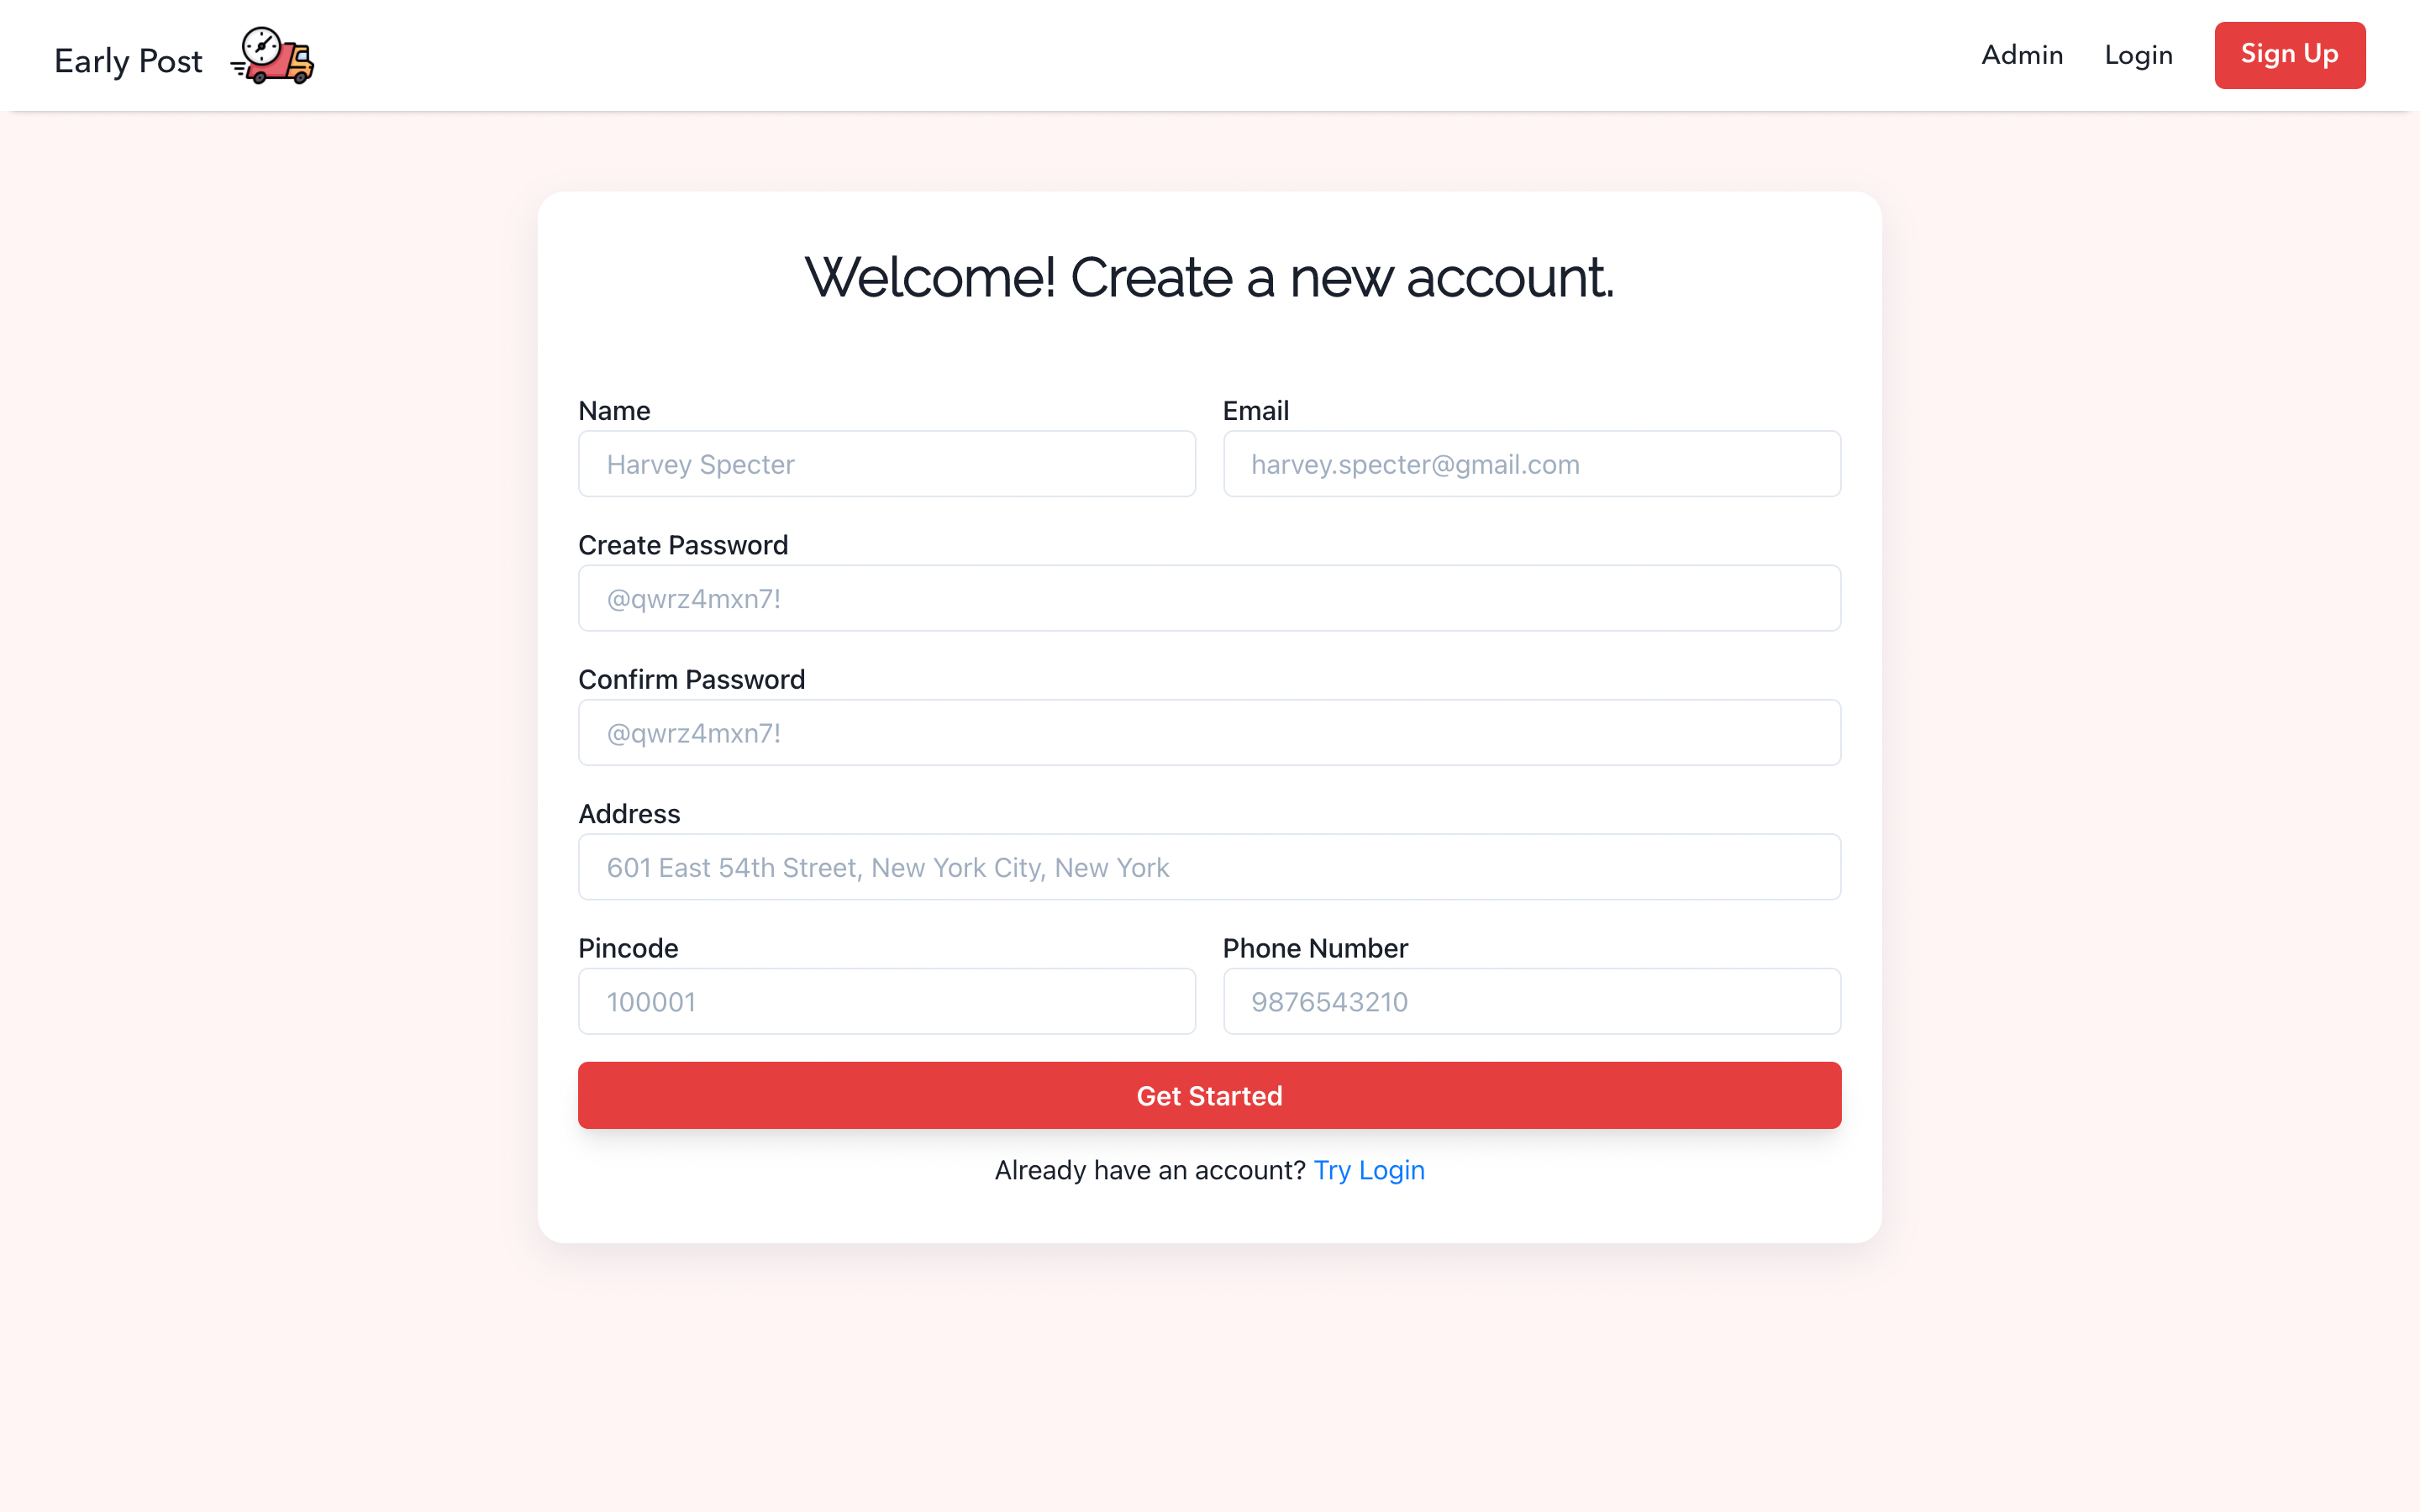 Early Post
Admin Login Sign Up
Welcome! Create a new account.
Name Email
Harvey Specter harvey.specter@gmail.com
Create Password
@qwrz4mxn7!
Confirm Password
@qwrz4mxn7!
Address
601 East 54th Street, New York City, New York
Pincode Phone Number
100001 9876543210
Get Started
Already have an account? Try Login